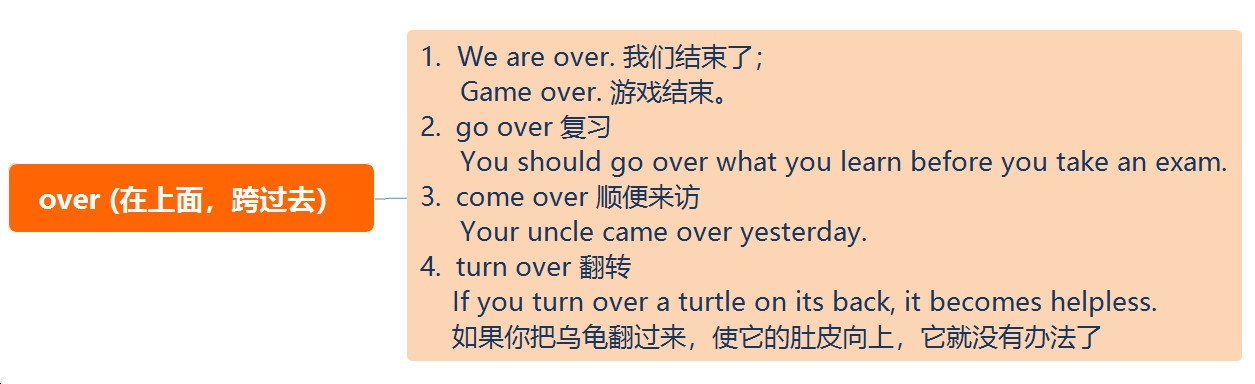 over (在上面，跨过去)
1. We are over. 我们结束了；
Game over. 游戏结束。
2. go over 复习
You should go over what you learn before you take an exam.
3. come over 顺便来访
Your uncle came over yesterday.
4. turn over 翻转
If you turn over a turtle on its back, it becomes helpless.
如果你把乌龟翻过来，使它的肚皮向上，它就没有办法了